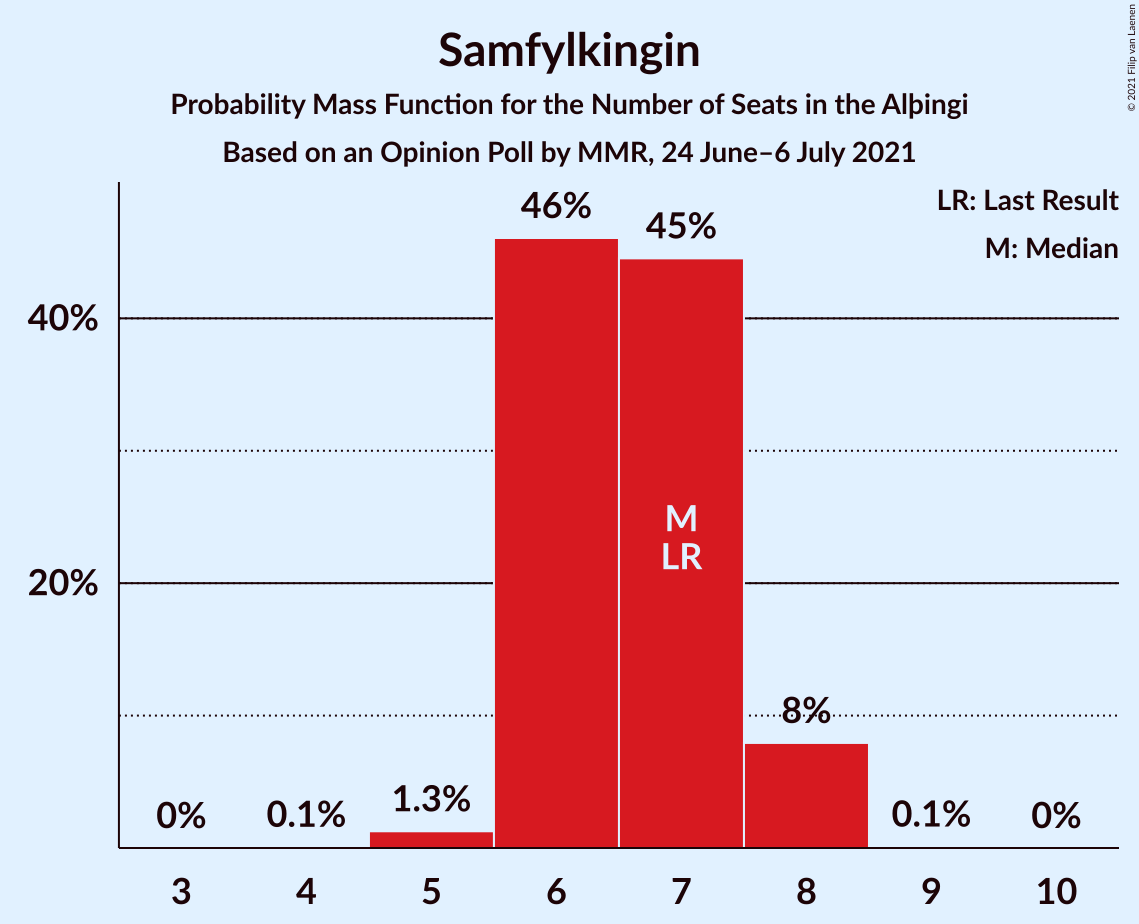 Samfylkingin
Probability Mass Function for the Number of Seats in the Alþingi
Based on an Opinion Poll by MMR, 24 June–6 July 2021
© 2021 Filip van Laenen
LR: Last Result
M: Median
46%
45%
40%
M
LR
20%
8%
1.3%
0%
0.1%
0.1%
0%
3
4
5
6
7
8
9
10